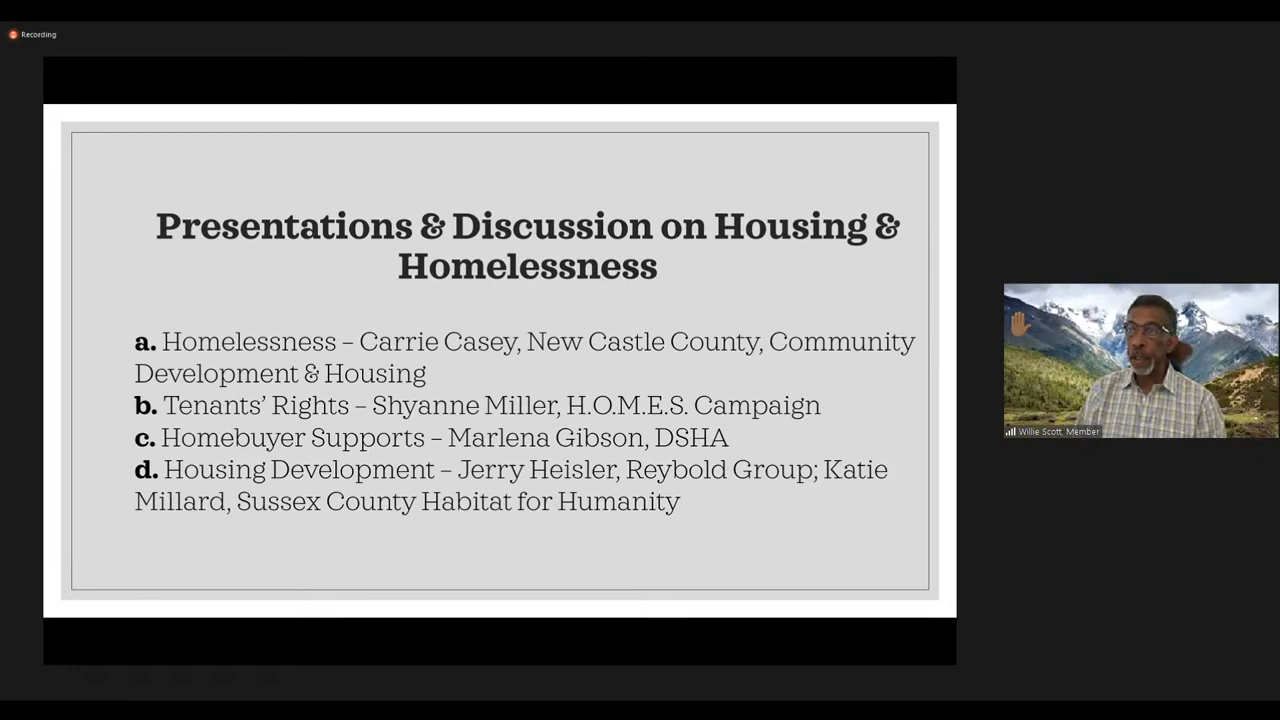 Recording
Presentations & Discussion on Housing &
Homelessness
a. Homelessness – Carrie Casey, New Castle County, Community
Development & Housing
b. Tenants’ Rights – Shyanne Miller, H.O.M.E.S. Campaign
c. Homebuyer Supports – Marlena Gibson, DSHA
d. Housing Development – Jerry Heisler, Reybold Group; Katie
Millard, Sussex County Habitat for Humanity
Willie Scott, Member